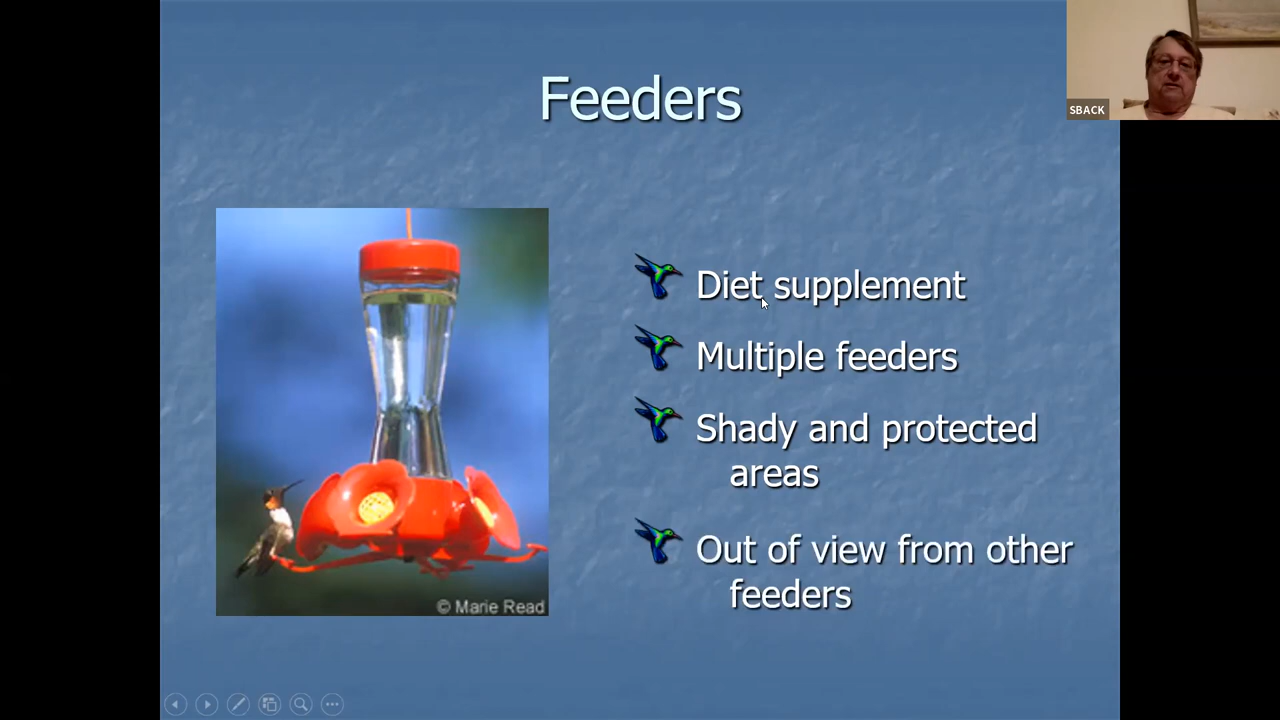 Feeders
SBACK
Diet supplement
Multiple feeders
Shady and protected
areas
Out of view from other
feeders
© Marie Read